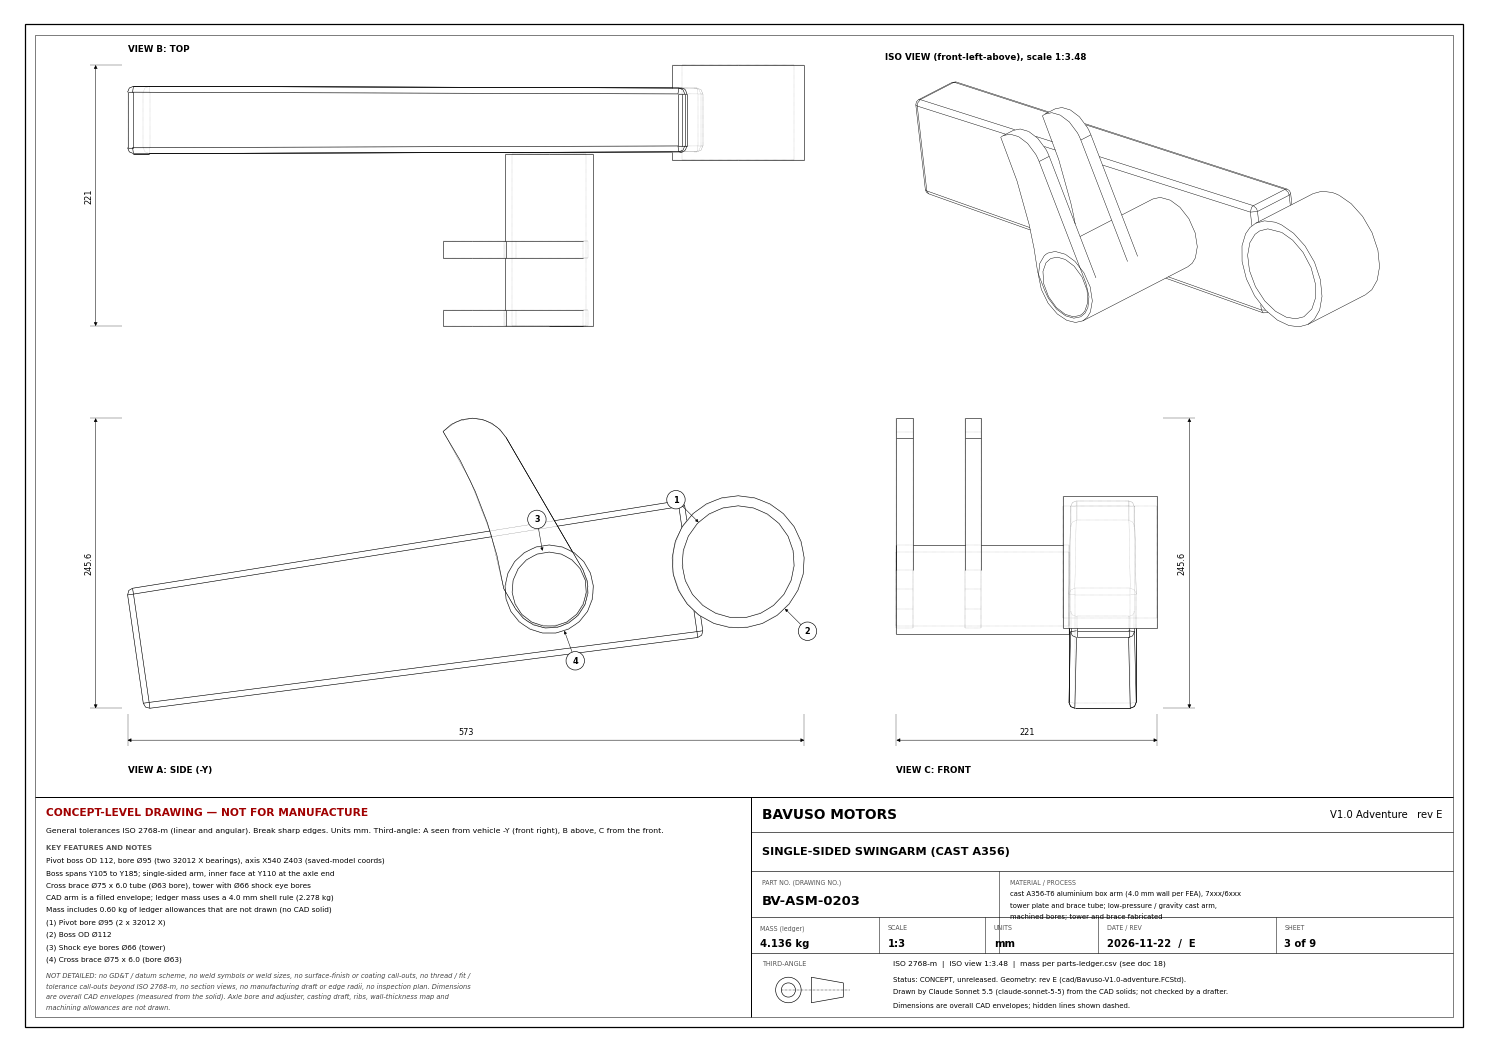 VIEW B: TOP
ISO VIEW (front-left-above), scale 1:3.48
221
245.6
1
3
2
4
573
245.6
221
VIEW A: SIDE (-Y)
VIEW C: FRONT
CONCEPT-LEVEL DRAWING — NOT FOR MANUFACTURE
General tolerances ISO 2768-m (linear and angular). Break sharp edges. Units mm. Third-angle: A seen from vehicle -Y (front right), B above, C from the front.
KEY FEATURES AND NOTES
Pivot boss OD 112, bore Ø95 (two 32012 X bearings), axis X540 Z403 (saved-model coords)
Boss spans Y105 to Y185; single-sided arm, inner face at Y110 at the axle end
Cross brace Ø75 x 6.0 tube (Ø63 bore), tower with Ø66 shock eye bores
CAD arm is a filled envelope; ledger mass uses a 4.0 mm shell rule (2.278 kg)
Mass includes 0.60 kg of ledger allowances that are not drawn (no CAD solid)
(1) Pivot bore Ø95 (2 x 32012 X)
(2) Boss OD Ø112
(3) Shock eye bores Ø66 (tower)
(4) Cross brace Ø75 x 6.0 (bore Ø63)
NOT DETAILED: no GD&T / datum scheme, no weld symbols or weld sizes, no surface-finish or coating call-outs, no thread / fit /
tolerance call-outs beyond ISO 2768-m, no section views, no manufacturing draft or edge radii, no inspection plan. Dimensions
are overall CAD envelopes (measured from the solid). Axle bore and adjuster, casting draft, ribs, wall-thickness map and
machining allowances are not drawn.
BAVUSO MOTORS
V1.0 Adventure rev E
SINGLE-SIDED SWINGARM (CAST A356)
PART NO. (DRAWING NO.)
BV-ASM-0203
MATERIAL / PROCESS
cast A356-T6 aluminium box arm (4.0 mm wall per FEA), 7xxx/6xxx
tower plate and brace tube; low-pressure / gravity cast arm,
machined bores; tower and brace fabricated
MASS (ledger)
4.136 kg
SCALE
1:3
UNITS
mm
DATE / REV
2026-11-22 / E
SHEET
3 of 9
THIRD-ANGLE
ISO 2768-m | ISO view 1:3.48 | mass per parts-ledger.csv (see doc 18)
Status: CONCEPT, unreleased. Geometry: rev E (cad/Bavuso-V1.0-adventure.FCStd).
Drawn by Claude Sonnet 5.5 (claude-sonnet-5-5) from the CAD solids; not checked by a drafter.
Dimensions are overall CAD envelopes; hidden lines shown dashed.